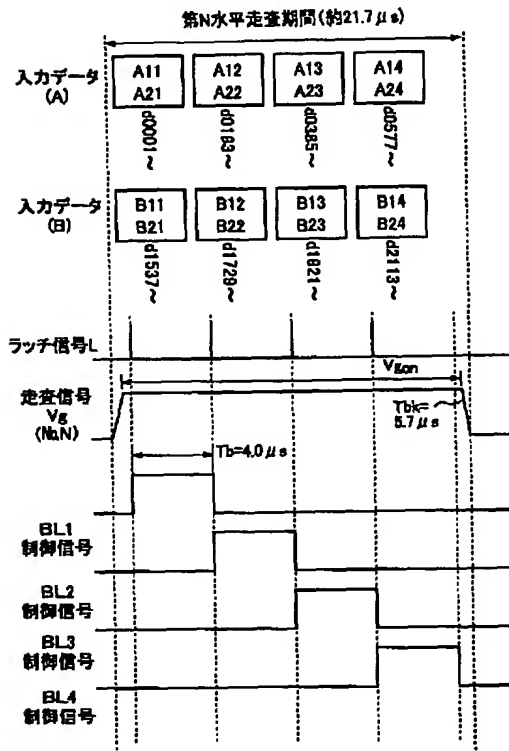 第N水平走査期間(約21.7μs)
入力データ
(A)
A11
A21
A12
A22
A13
A23
A14
A24
d0001~
d0183~
d0385~
d0577~
入力データ
(B)
B11
B21
B12
B22
B13
B23
B14
B24
d1537~
d1729~
d1921~
d2113~
ラッチ信号L
Vgon
走査信号
Vg
(No,N)
Tbk=
5.7μs
Tb=4.0μs
BL1
制御信号
BL2
制御信号
BL3
制御信号
BL4
制御信号